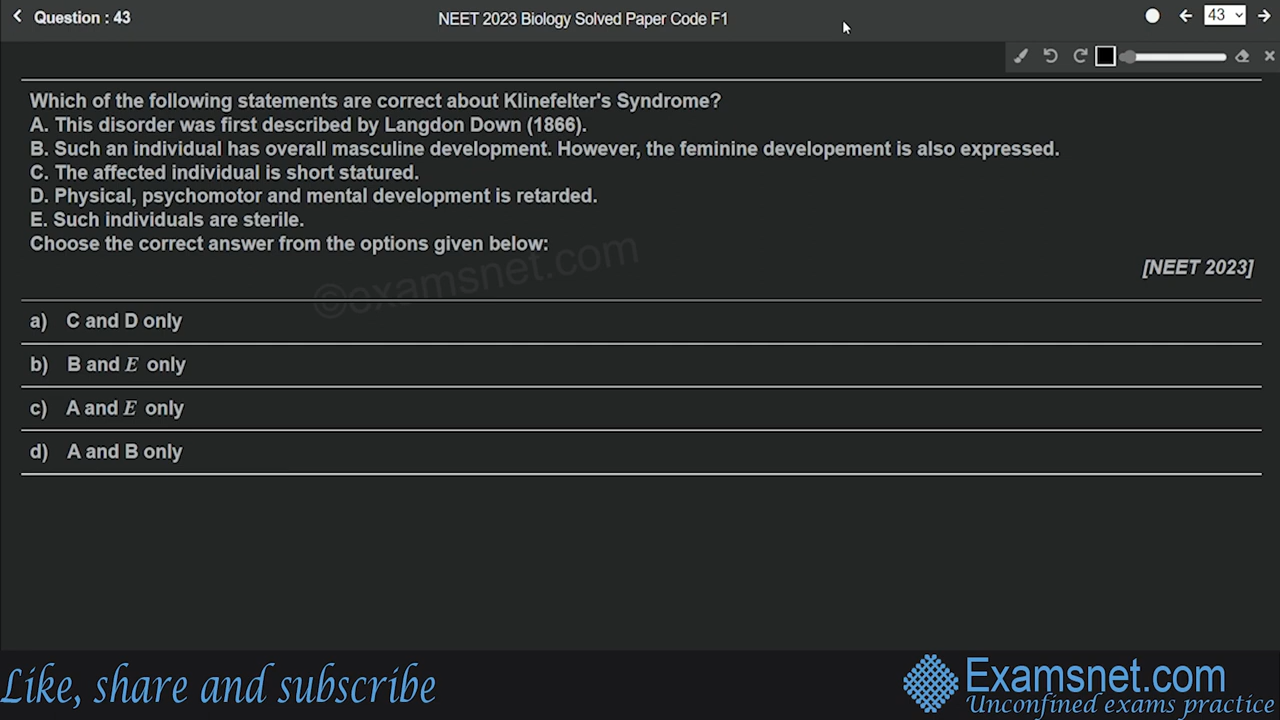 Question : 43
NEET 2023 Biology Solved Paper Code F1
43
Which of the following statements are correct about Klinefelter's Syndrome?
A. This disorder was first described by Langdon Down (1866).
B. Such an individual has overall masculine development. However, the feminine developement is also expressed.
C. The affected individual is short statured.
D. Physical, psychomotor and mental development is retarded.
E. Such individuals are sterile.
Choose the correct answer from the options given below:
©examsnet.com
[NEET 2023]
a) C and D only
b) B and E only
c) A and E only
d) A and B only
Like, share and subscribe
Examsnet.com
Unconfined exams practice